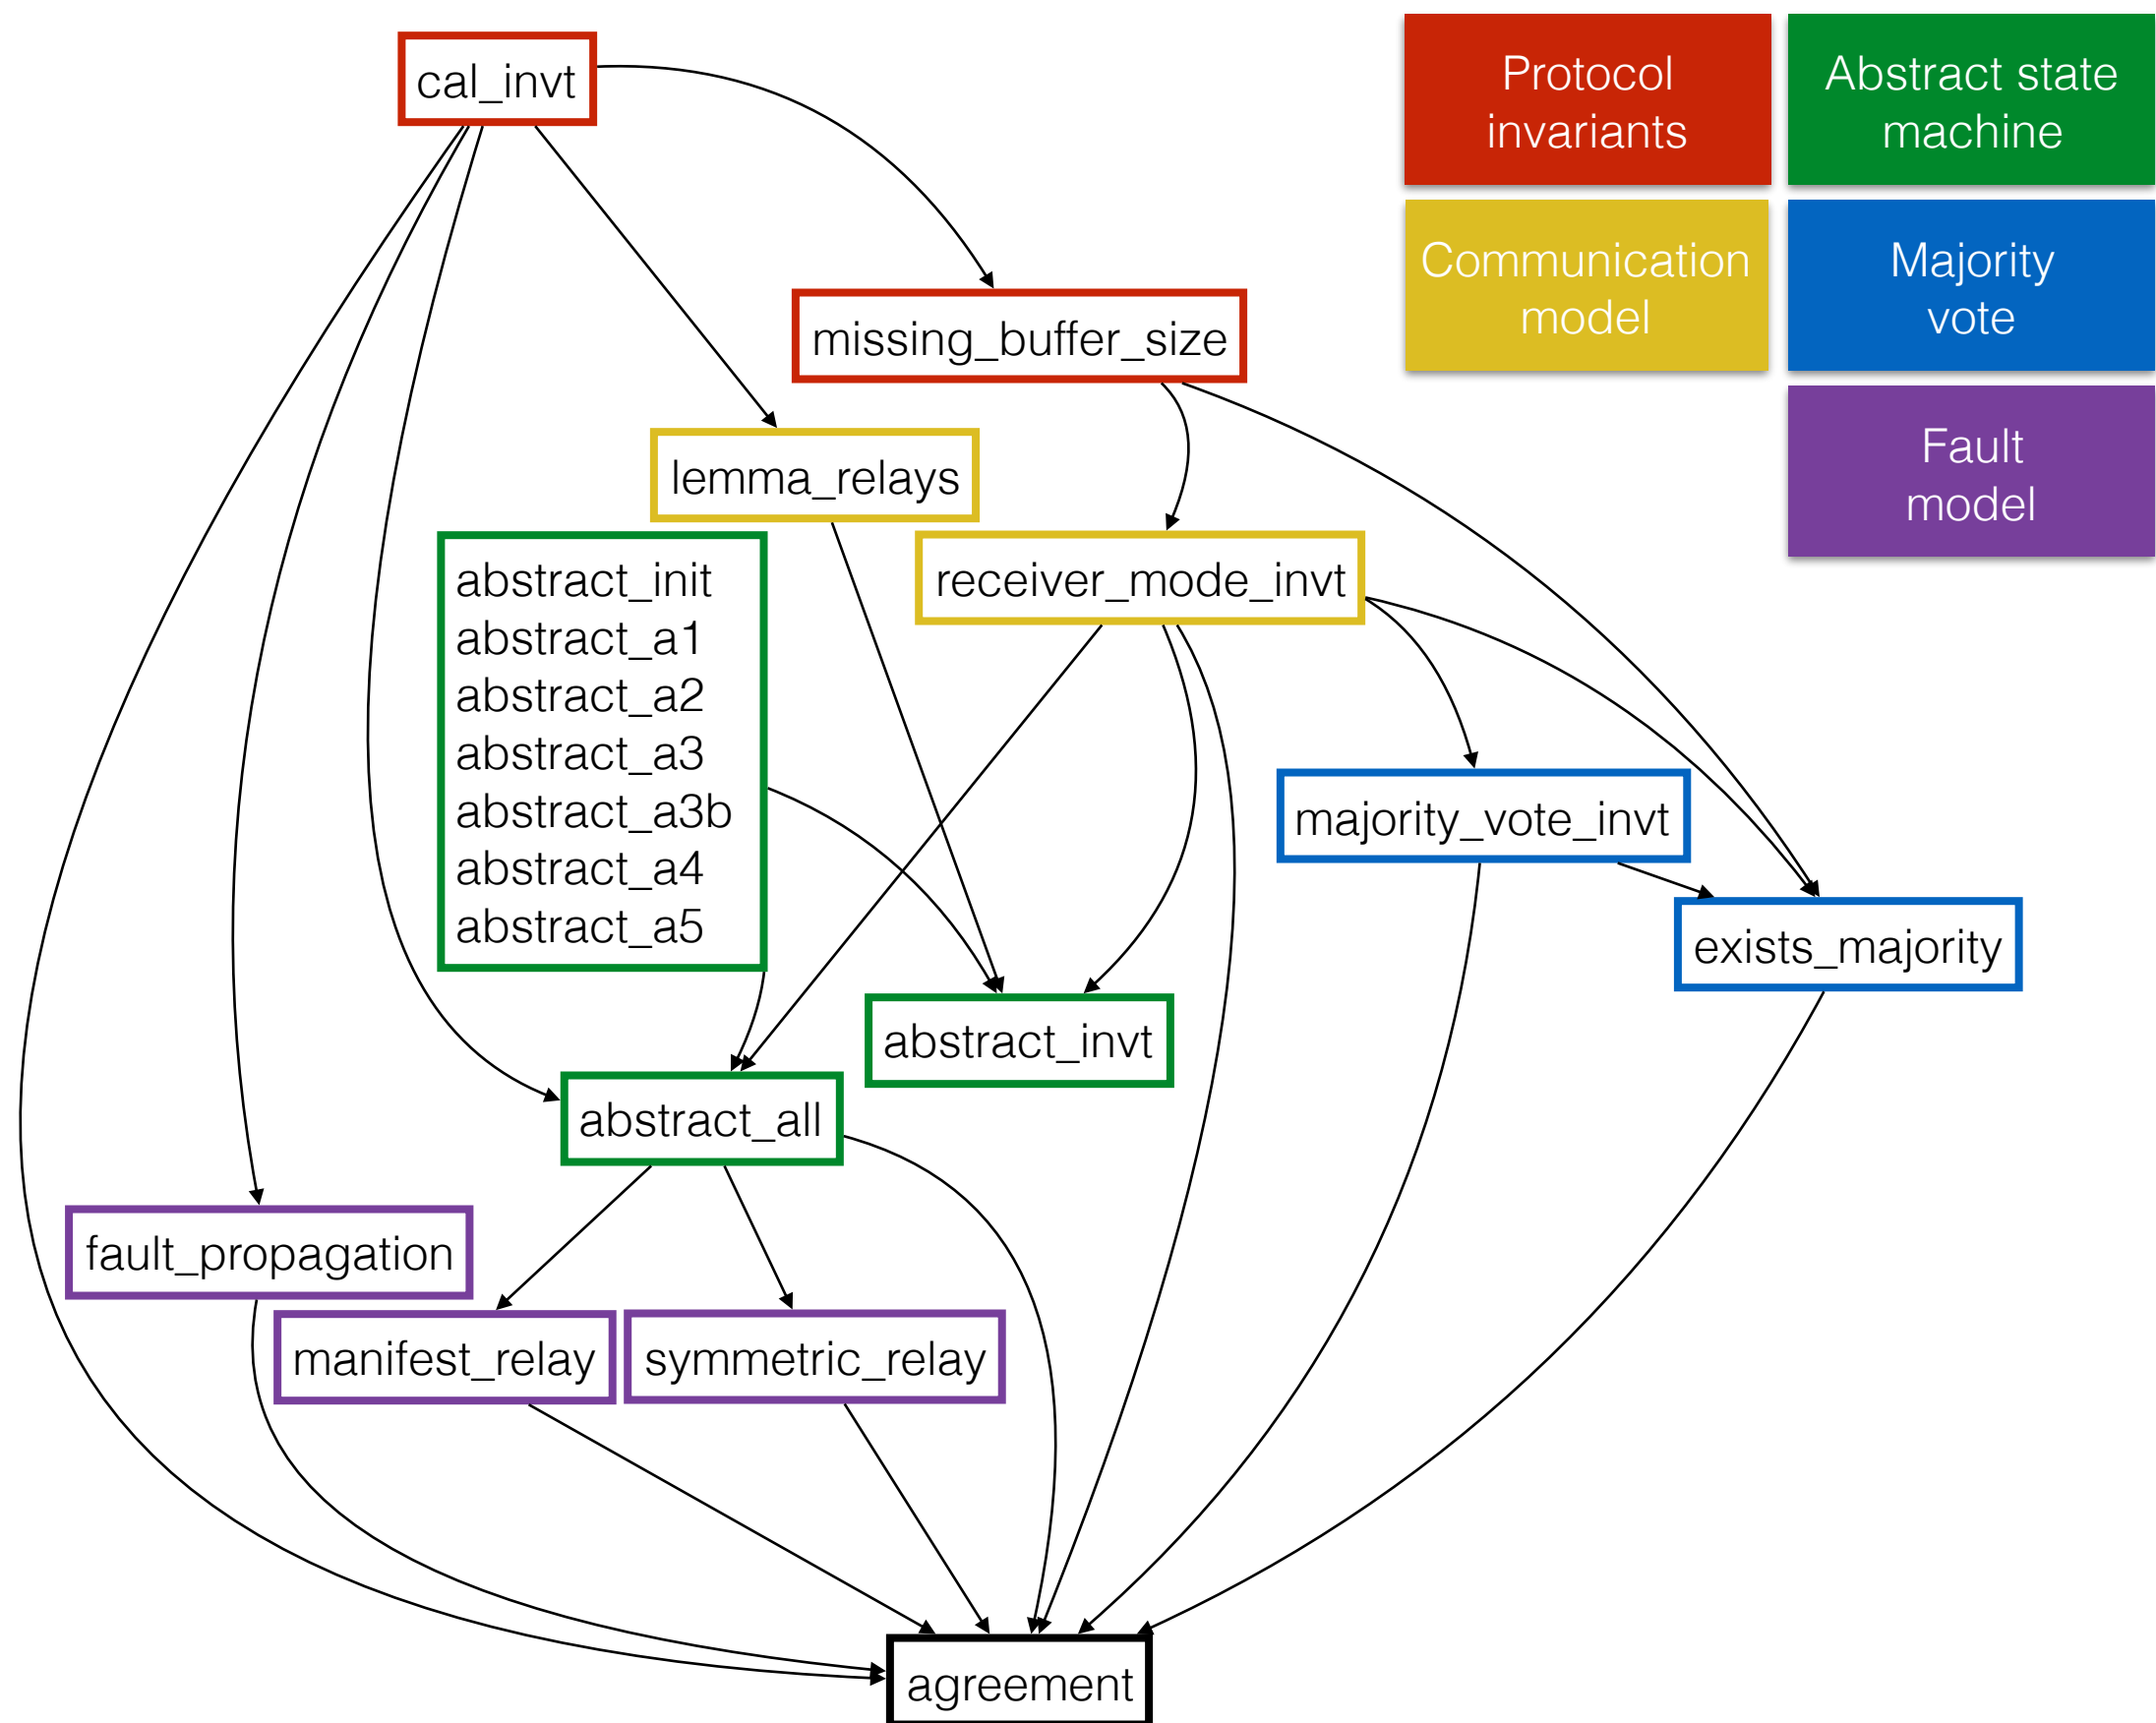 cal_invt
Protocol
invariants
Abstract state
machine
Communication
model
Majority
vote
Fault
model
missing_buffer_size
lemma_relays
abstract_init
abstract_a1
abstract_a2
abstract_a3
abstract_a3b
abstract_a4
abstract_a5
receiver_mode_invt
majority_vote_invt
exists_majority
abstract_invt
abstract_all
fault_propagation
manifest_relay
symmetric_relay
agreement